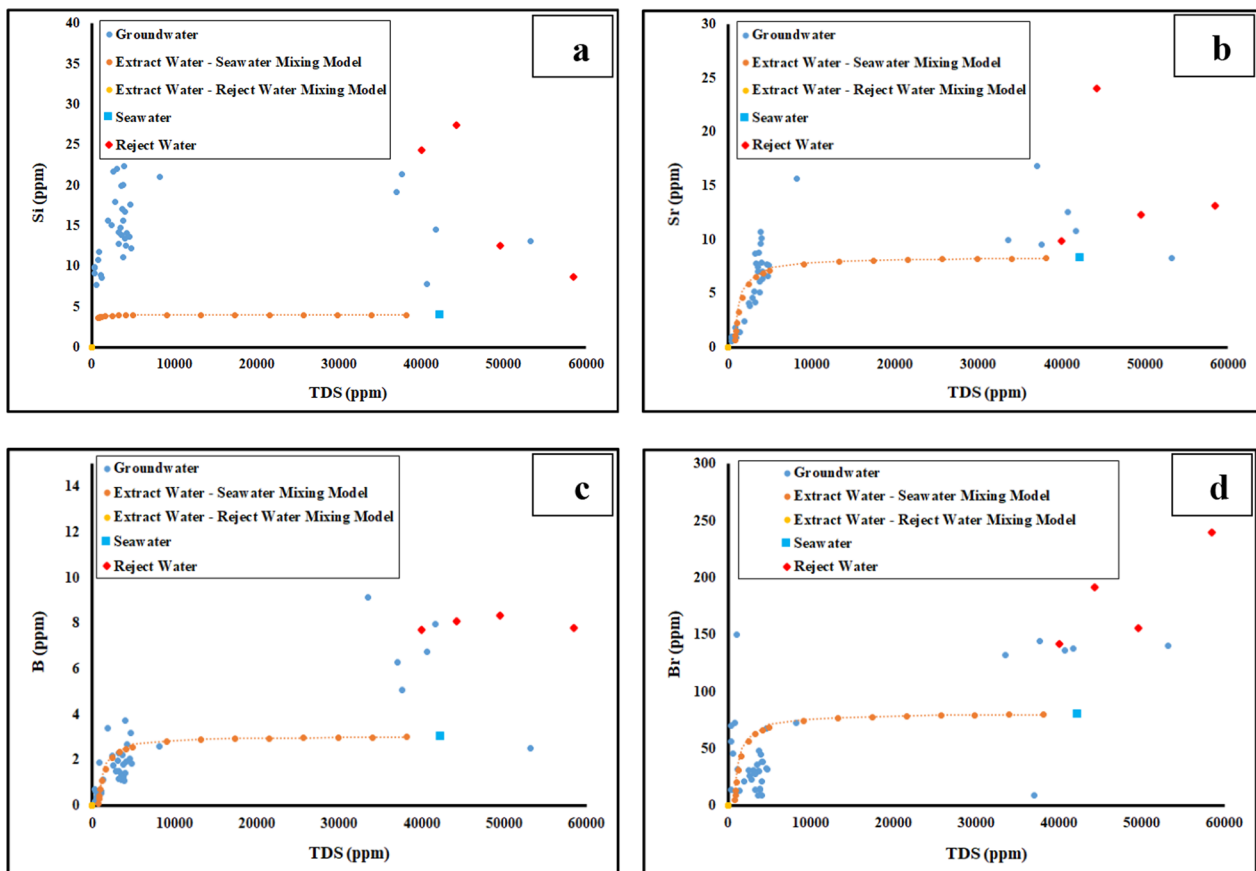 a
40
35
30
25
20
15
10
5
0
Si (ppm)
Groundwater
Extract Water - Seawater Mixing Model
Extract Water - Reject Water Mixing Model
Seawater
Reject Water
0 10000 20000 30000 40000 50000 60000
TDS (ppm)
b
30
25
20
15
10
5
0
Sr (ppm)
Groundwater
Extract Water - Seawater Mixing Model
Extract Water - Reject Water Mixing Model
Seawater
Reject Water
0 10000 20000 30000 40000 50000 60000
TDS (ppm)
c
14
12
10
8
6
4
2
0
B (ppm)
Groundwater
Extract Water - Seawater Mixing Model
Extract Water - Reject Water Mixing Model
Seawater
Reject Water
0 10000 20000 30000 40000 50000 60000
TDS (ppm)
d
300
250
200
150
100
50
0
Br (ppm)
Groundwater
Extract Water - Seawater Mixing Model
Extract Water - Reject Water Mixing Model
Seawater
Reject Water
0 10000 20000 30000 40000 50000 60000
TDS (ppm)